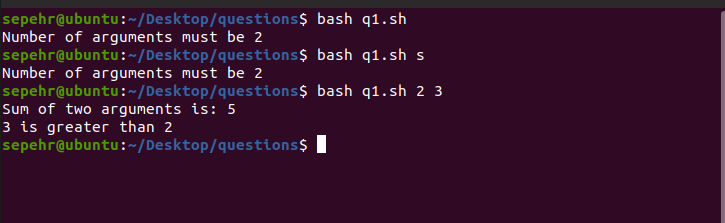 sepehr@ubuntu:~/Desktop/questions$ bash q1.sh
Number of arguments must be 2
sepehr@ubuntu:~/Desktop/questions$ bash q1.sh s
Number of arguments must be 2
sepehr@ubuntu:~/Desktop/questions$ bash q1.sh 2 3
Sum of two arguments is: 5
3 is greater than 2
sepehr@ubuntu:~/Desktop/questions$